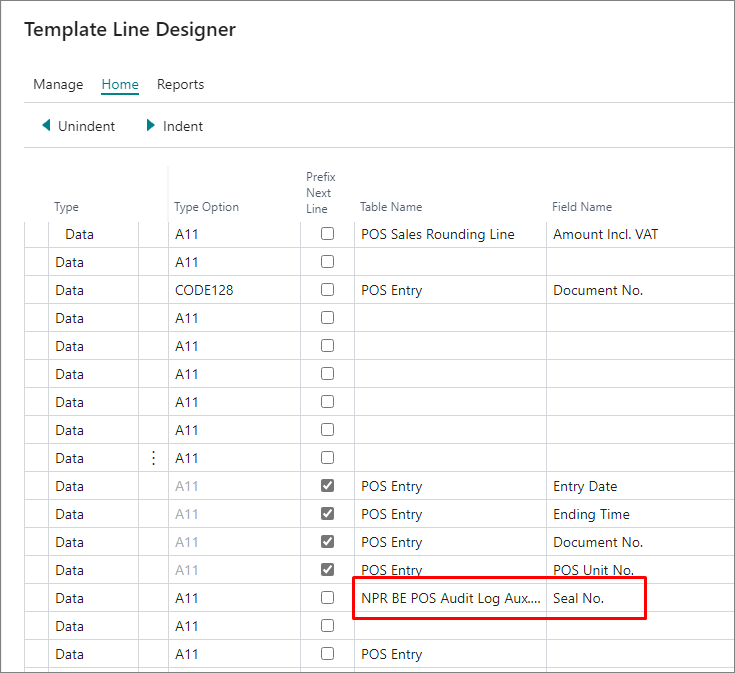 Template Line Designer
Manage Home Reports
Unindent Indent
Type Type Option Prefix Next Line Table Name Field Name
Data A11 POS Sales Rounding Line Amount Incl. VAT
Data A11
Data CODE128 POS Entry Document No.
Data A11
Data A11
Data A11
Data A11
Data A11
Data A11
Data A11 POS Entry Entry Date
Data A11 POS Entry Ending Time
Data A11 POS Entry Document No.
Data A11 POS Entry POS Unit No.
Data A11 NPR BE POS Audit Log Aux.... Seal No.
Data A11
Data A11 POS Entry